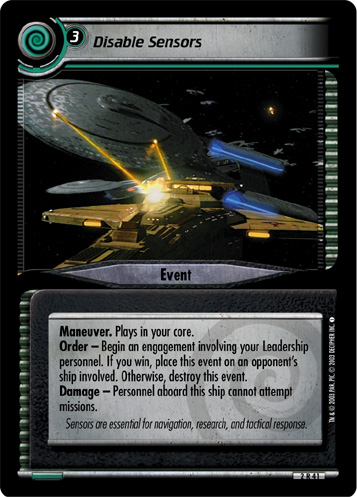 3 Disable Sensors
Event
Maneuver. Plays in your core.
Order – Begin an engagement involving your Leadership
personnel. If you win, place this event on an opponent's
ship involved. Otherwise, destroy this event.
Damage – Personnel aboard this ship cannot attempt
missions.
Sensors are essential for navigation, research, and tactical response.
™ & © 2003 PAR. PIC. © 2003 DECIPHER INC.
2 R 41